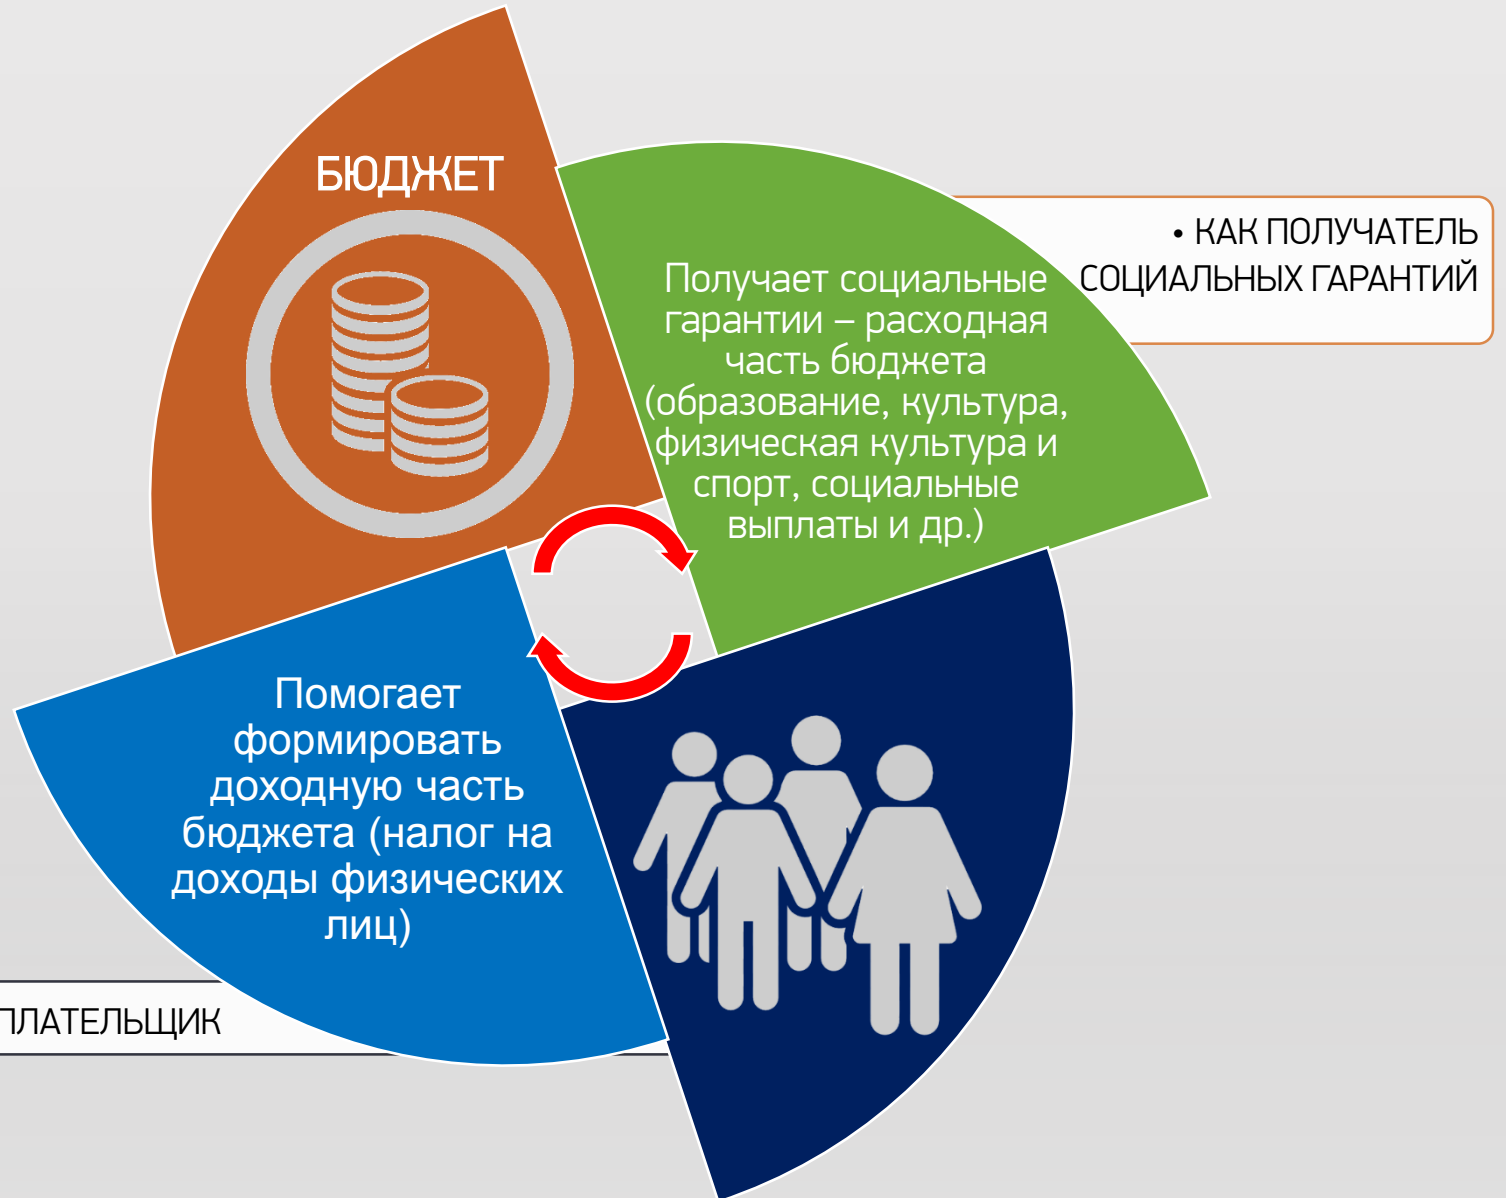 БЮДЖЕТ
• КАК ПОЛУЧАТЕЛЬ
СОЦИАЛЬНЫХ ГАРАНТИЙ
Получает социальные
гарантии – расходная
часть бюджета
(образование, культура,
физическая культура и
спорт, социальные
выплаты и др.)
Помогает
формировать
доходную часть
бюджета (налог на
доходы физических
лиц)
ПЛАТЕЛЬЩИК